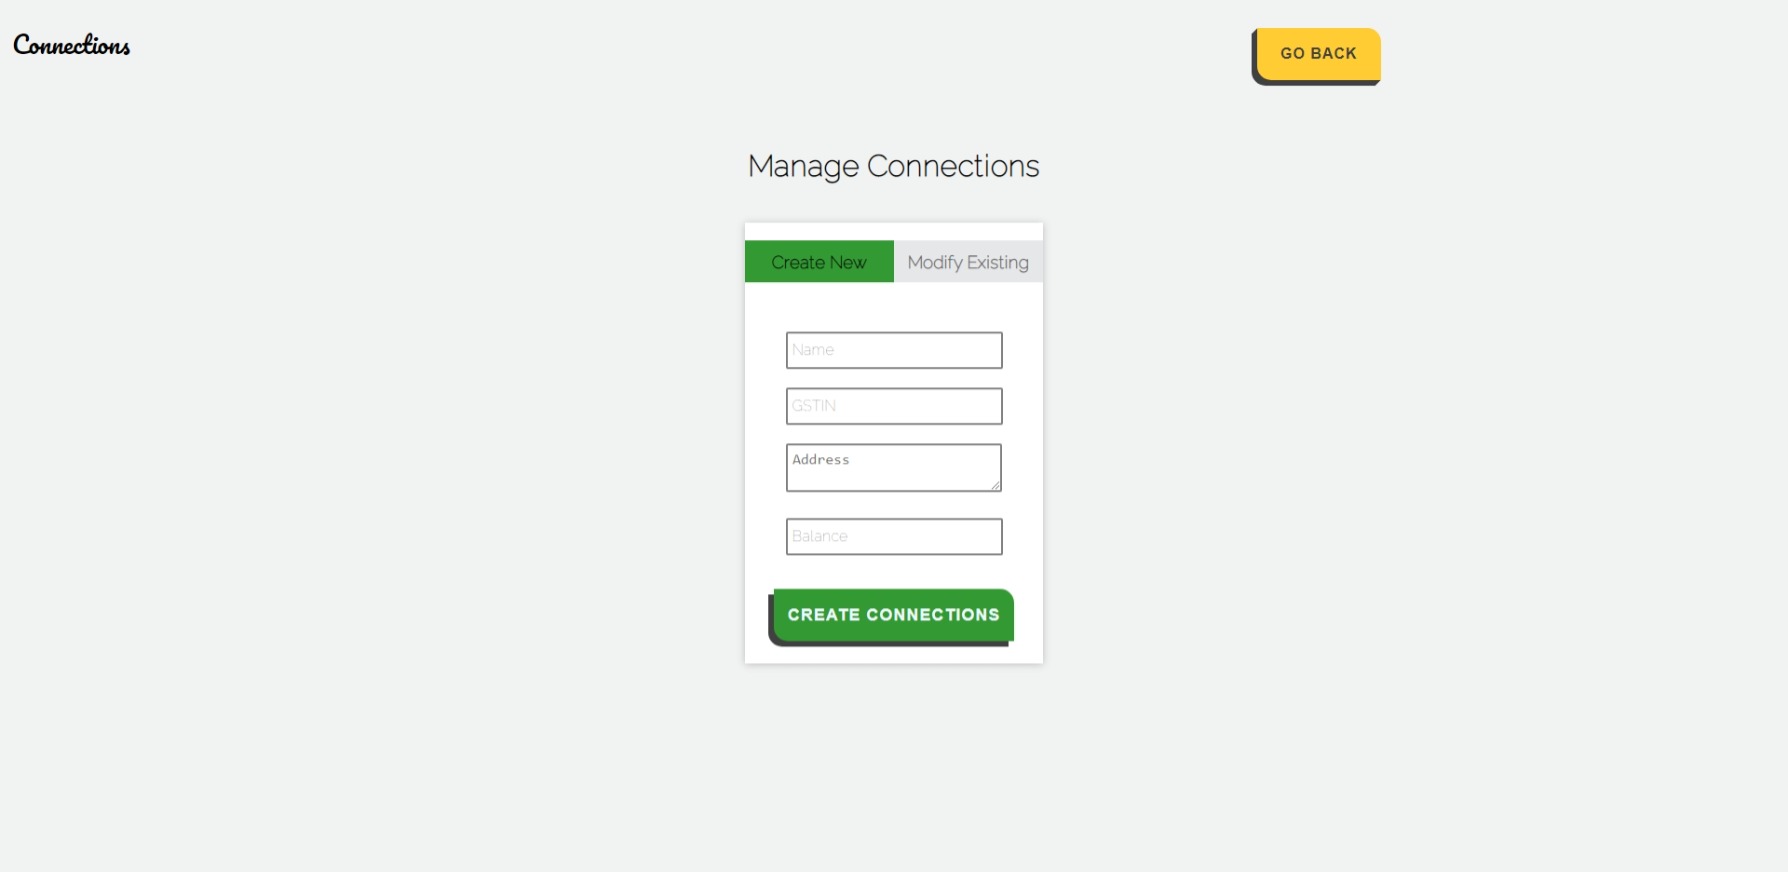 Connections
GO BACK
Manage Connections
Create New
Modify Existing
Name
GSTIN
Address
Balance
CREATE CONNECTIONS